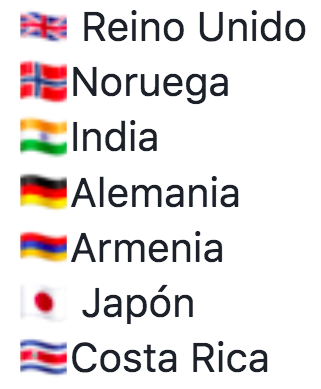 🇬🇧 Reino Unido
🇳🇴Noruega
🇮🇳India
🇩🇪Alemania
🇦🇲Armenia
🇯🇵 Japón
🇨🇷Costa Rica